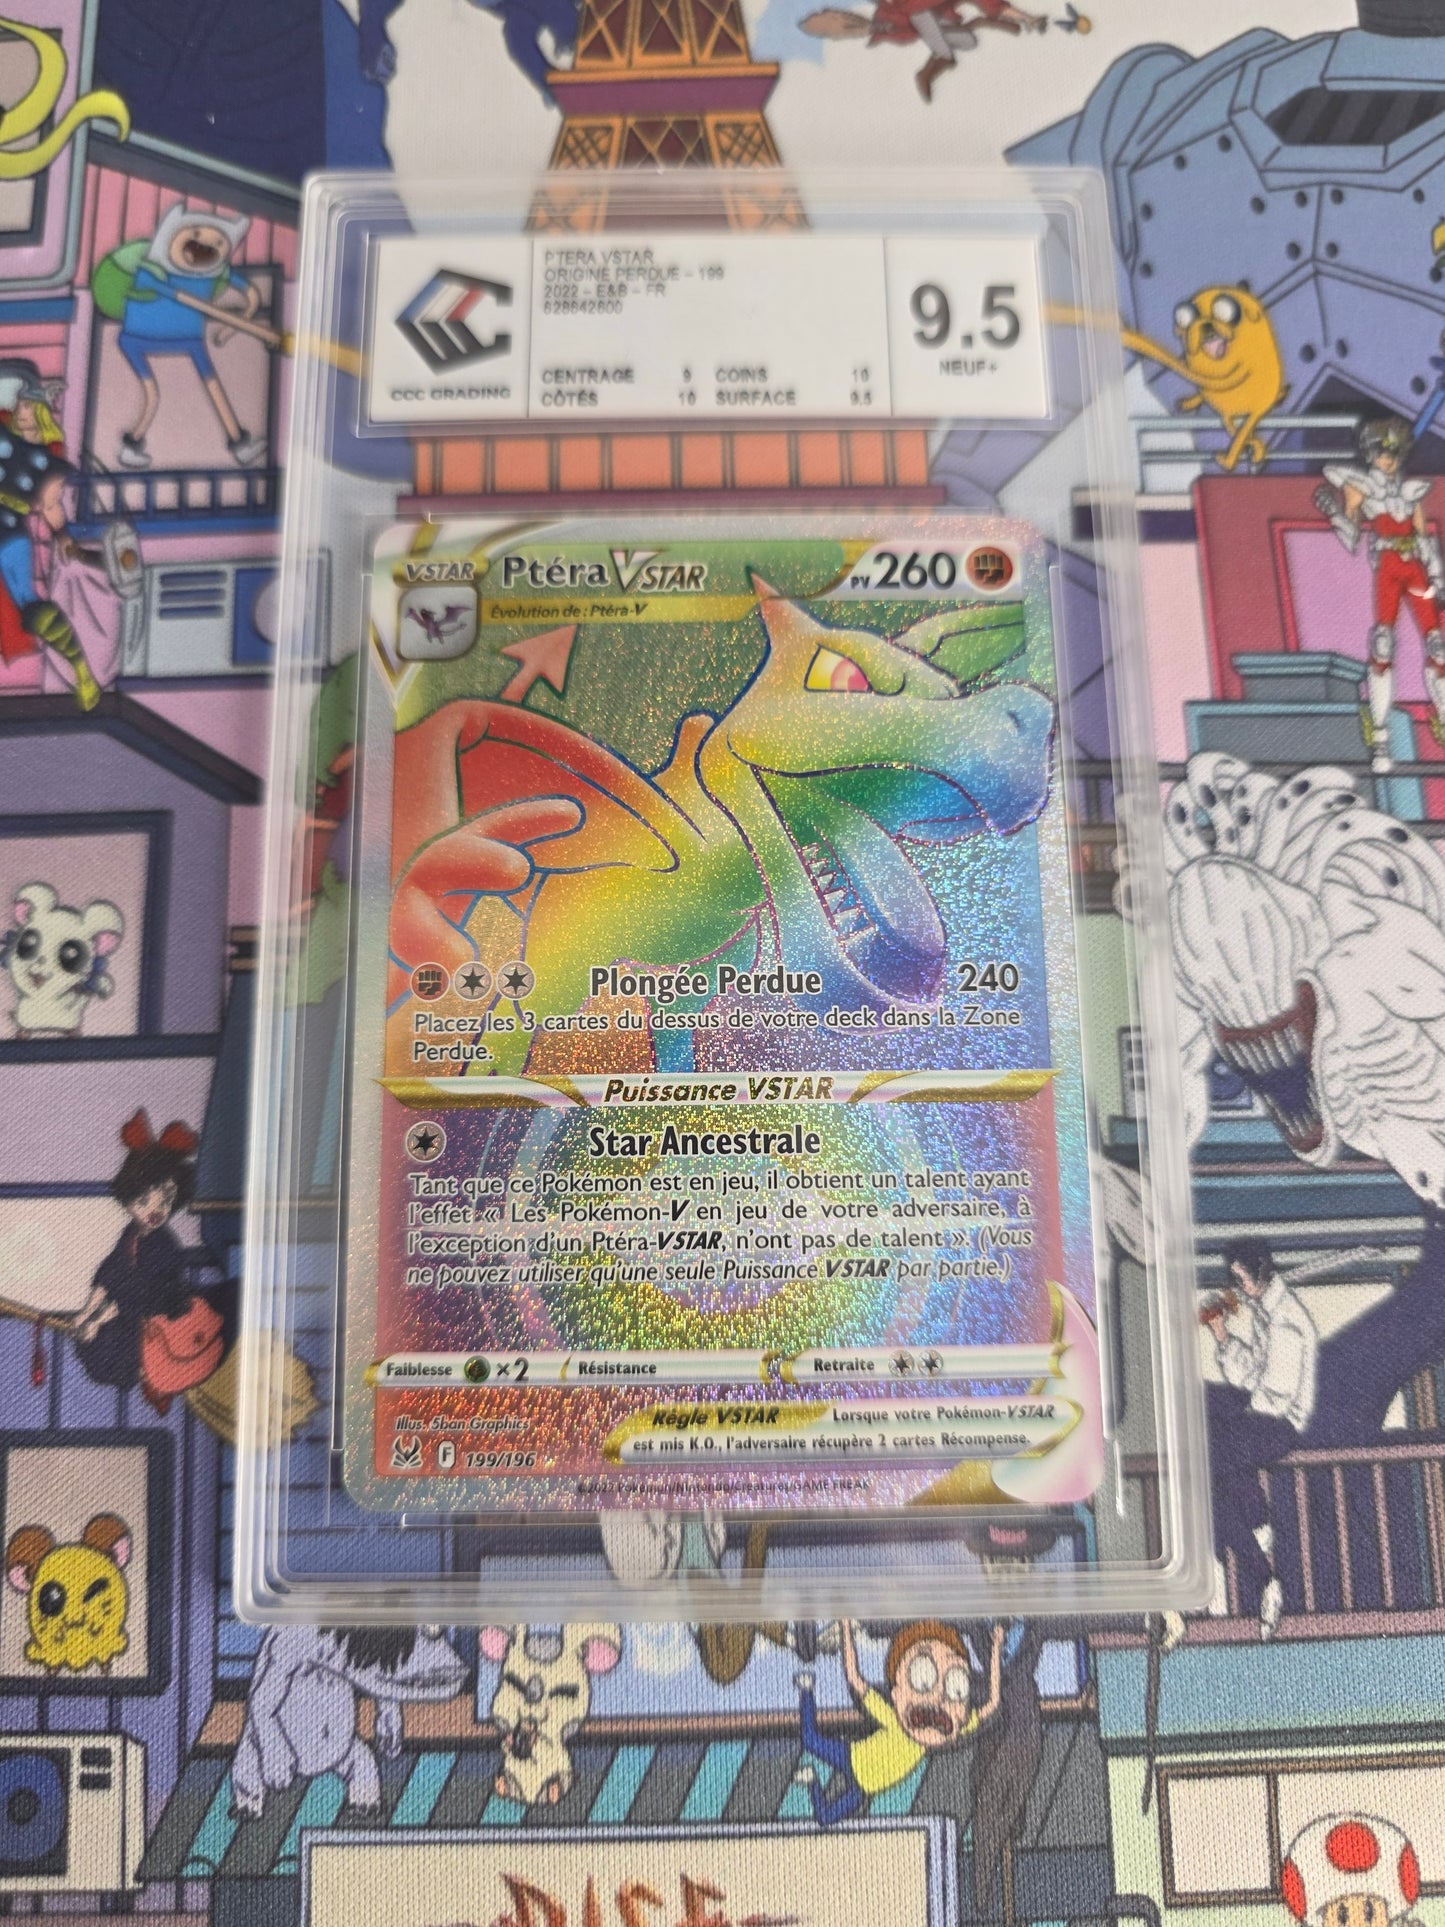 PTERA VSTAR
ORIGINE PERDUE - 199
2022 - E&B - FR
628642600
CENTRAGE 9 COINS 10
CÔTÉS 10 SURFACE 9.5
CCC GRADING
9.5
NEUF+
VSTAR Ptéra VSTAR PV 260
Évolution de : Ptéra-V
Plongée Perdue 240
Placez les 3 cartes du dessus de votre deck dans la Zone
Perdue.
Puissance VSTAR
Star Ancestrale
Tant que ce Pokémon est en jeu, il obtient un talent ayant
l'effet « Les Pokémon-V en jeu de votre adversaire, à
l'exception d'un Ptéra-VSTAR, n'ont pas de talent ». (Vous
ne pouvez utiliser qu'une seule Puissance VSTAR par partie.)
Faiblesse ×2 Résistance Retraite
Illus. 5ban Graphics
F 199/196
Règle VSTAR Lorsque votre Pokémon-VSTAR
est mis K.O., l'adversaire récupère 2 cartes Récompense.
©2022 Pokémon/Nintendo/Creatures/GAME FREAK